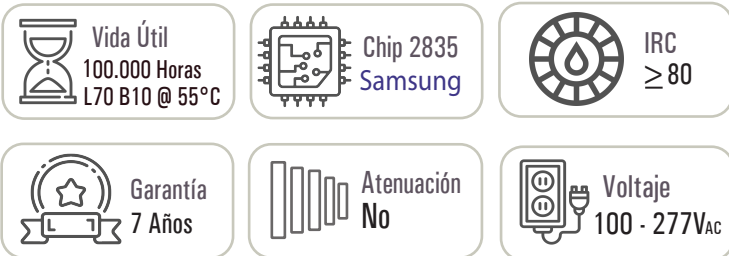 Vida Útil
100.000 Horas
L70 B10 @ 55°C
Chip 2835
Samsung
IRC
≥ 80
Garantía
7 Años
Atenuación
No
Voltaje
100 - 277VAC